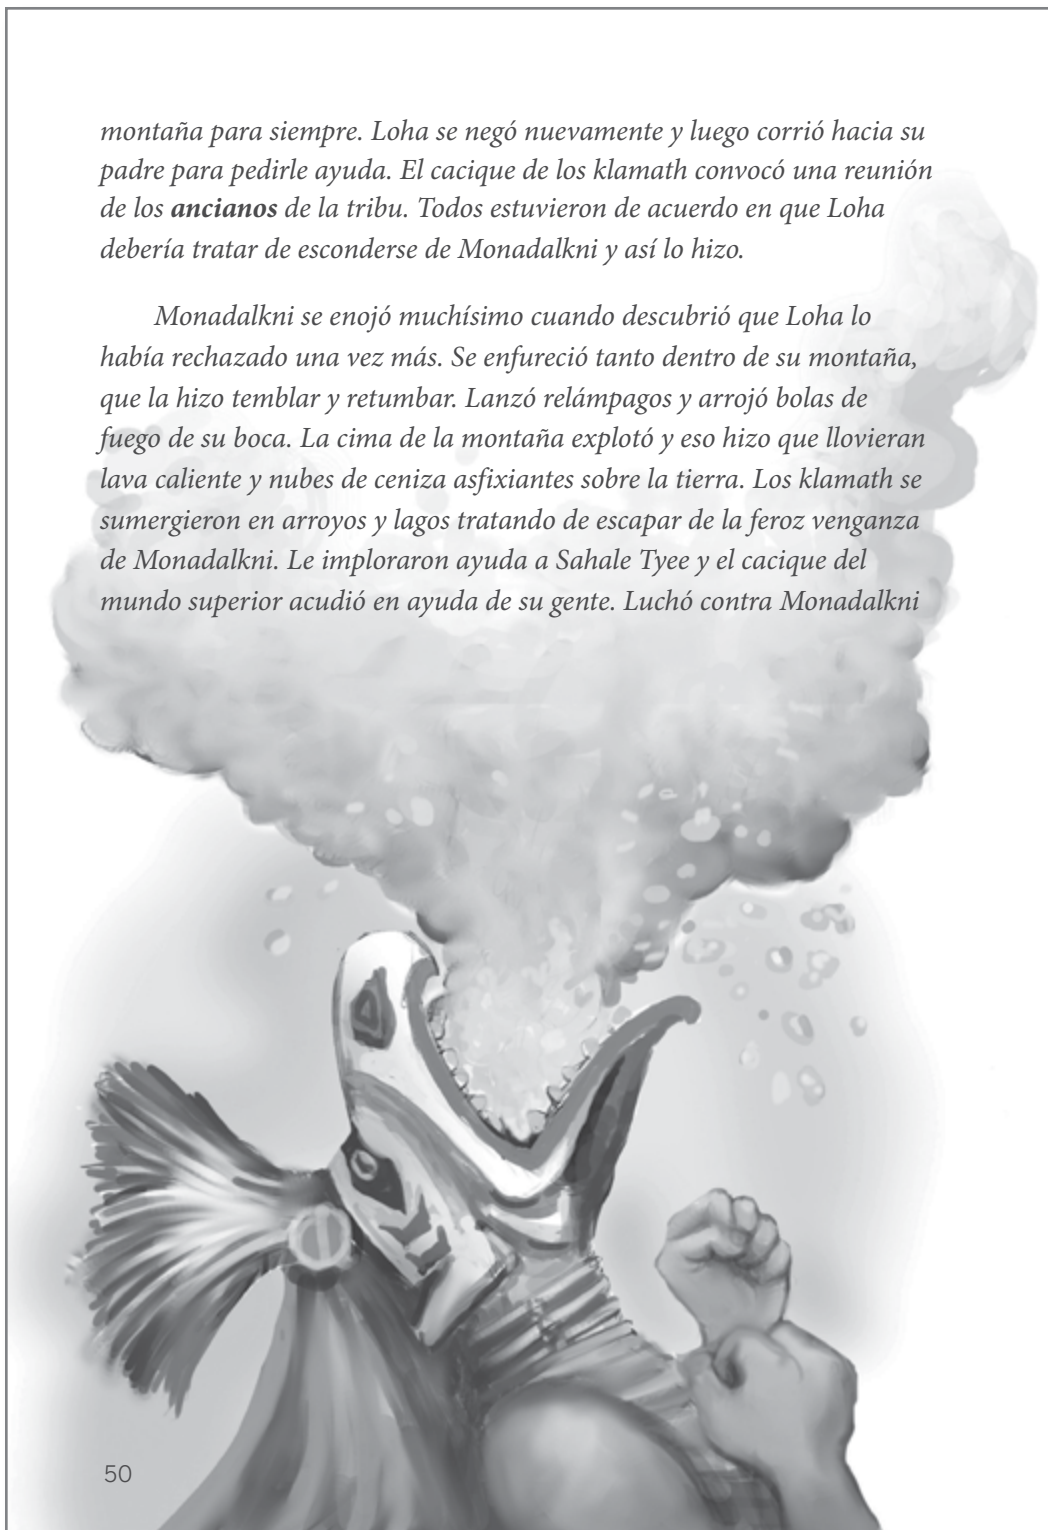 montaña para siempre. Loha se negó nuevamente y luego corrió hacia su
padre para pedirle ayuda. El cacique de los klamath convocó una reunión
de los ancianos de la tribu. Todos estuvieron de acuerdo en que Loha
debería tratar de esconderse de Monadalkni y así lo hizo.
Monadalkni se enojó muchísimo cuando descubrió que Loha lo
había rechazado una vez más. Se enfureció tanto dentro de su montaña,
que la hizo temblar y retumbar. Lanzó relámpagos y arrojó bolas de
fuego de su boca. La cima de la montaña explotó y eso hizo que llovieran
lava caliente y nubes de ceniza asfixiantes sobre la tierra. Los klamath se
sumergieron en arroyos y lagos tratando de escapar de la feroz venganza
de Monadalkni. Le imploraron ayuda a Sahale Tyee y el cacique del
mundo superior acudió en ayuda de su gente. Luchó contra Monadalkni
50